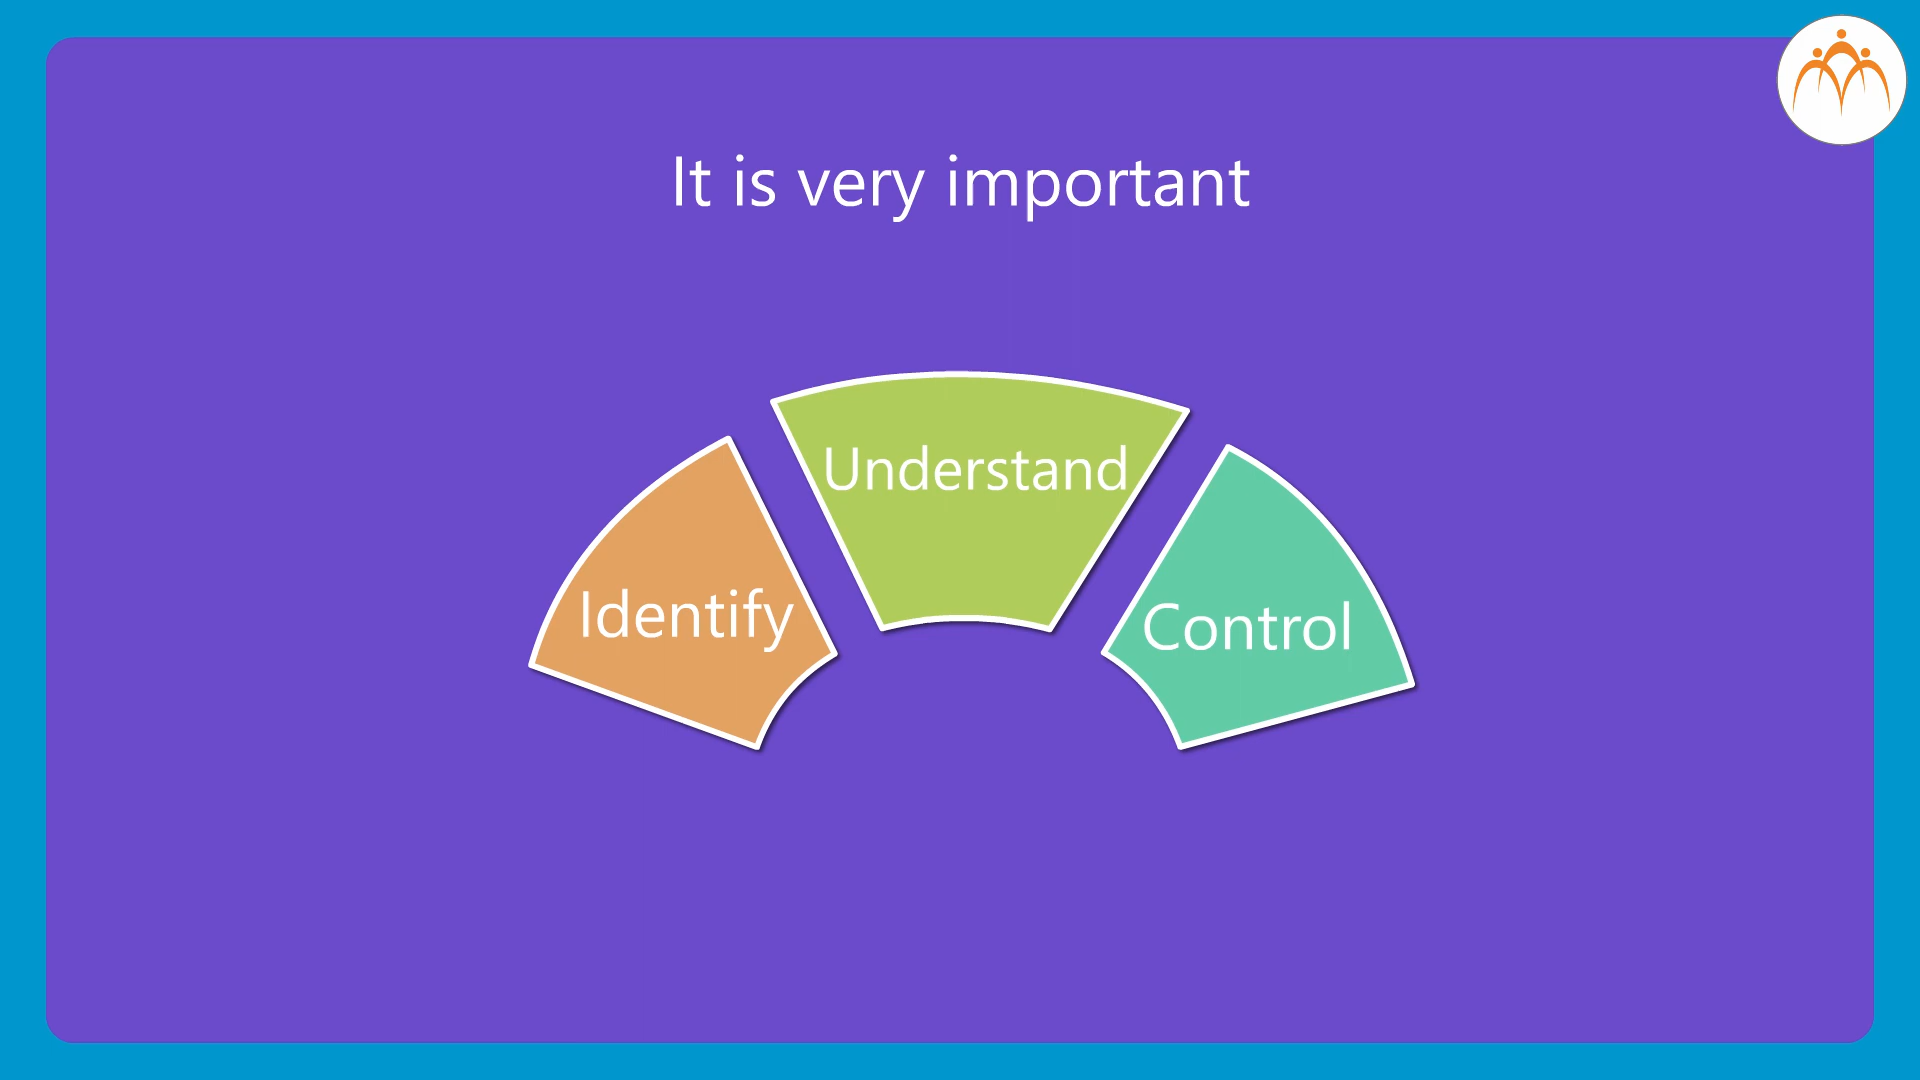 It is very important
Identify
Understand
Control